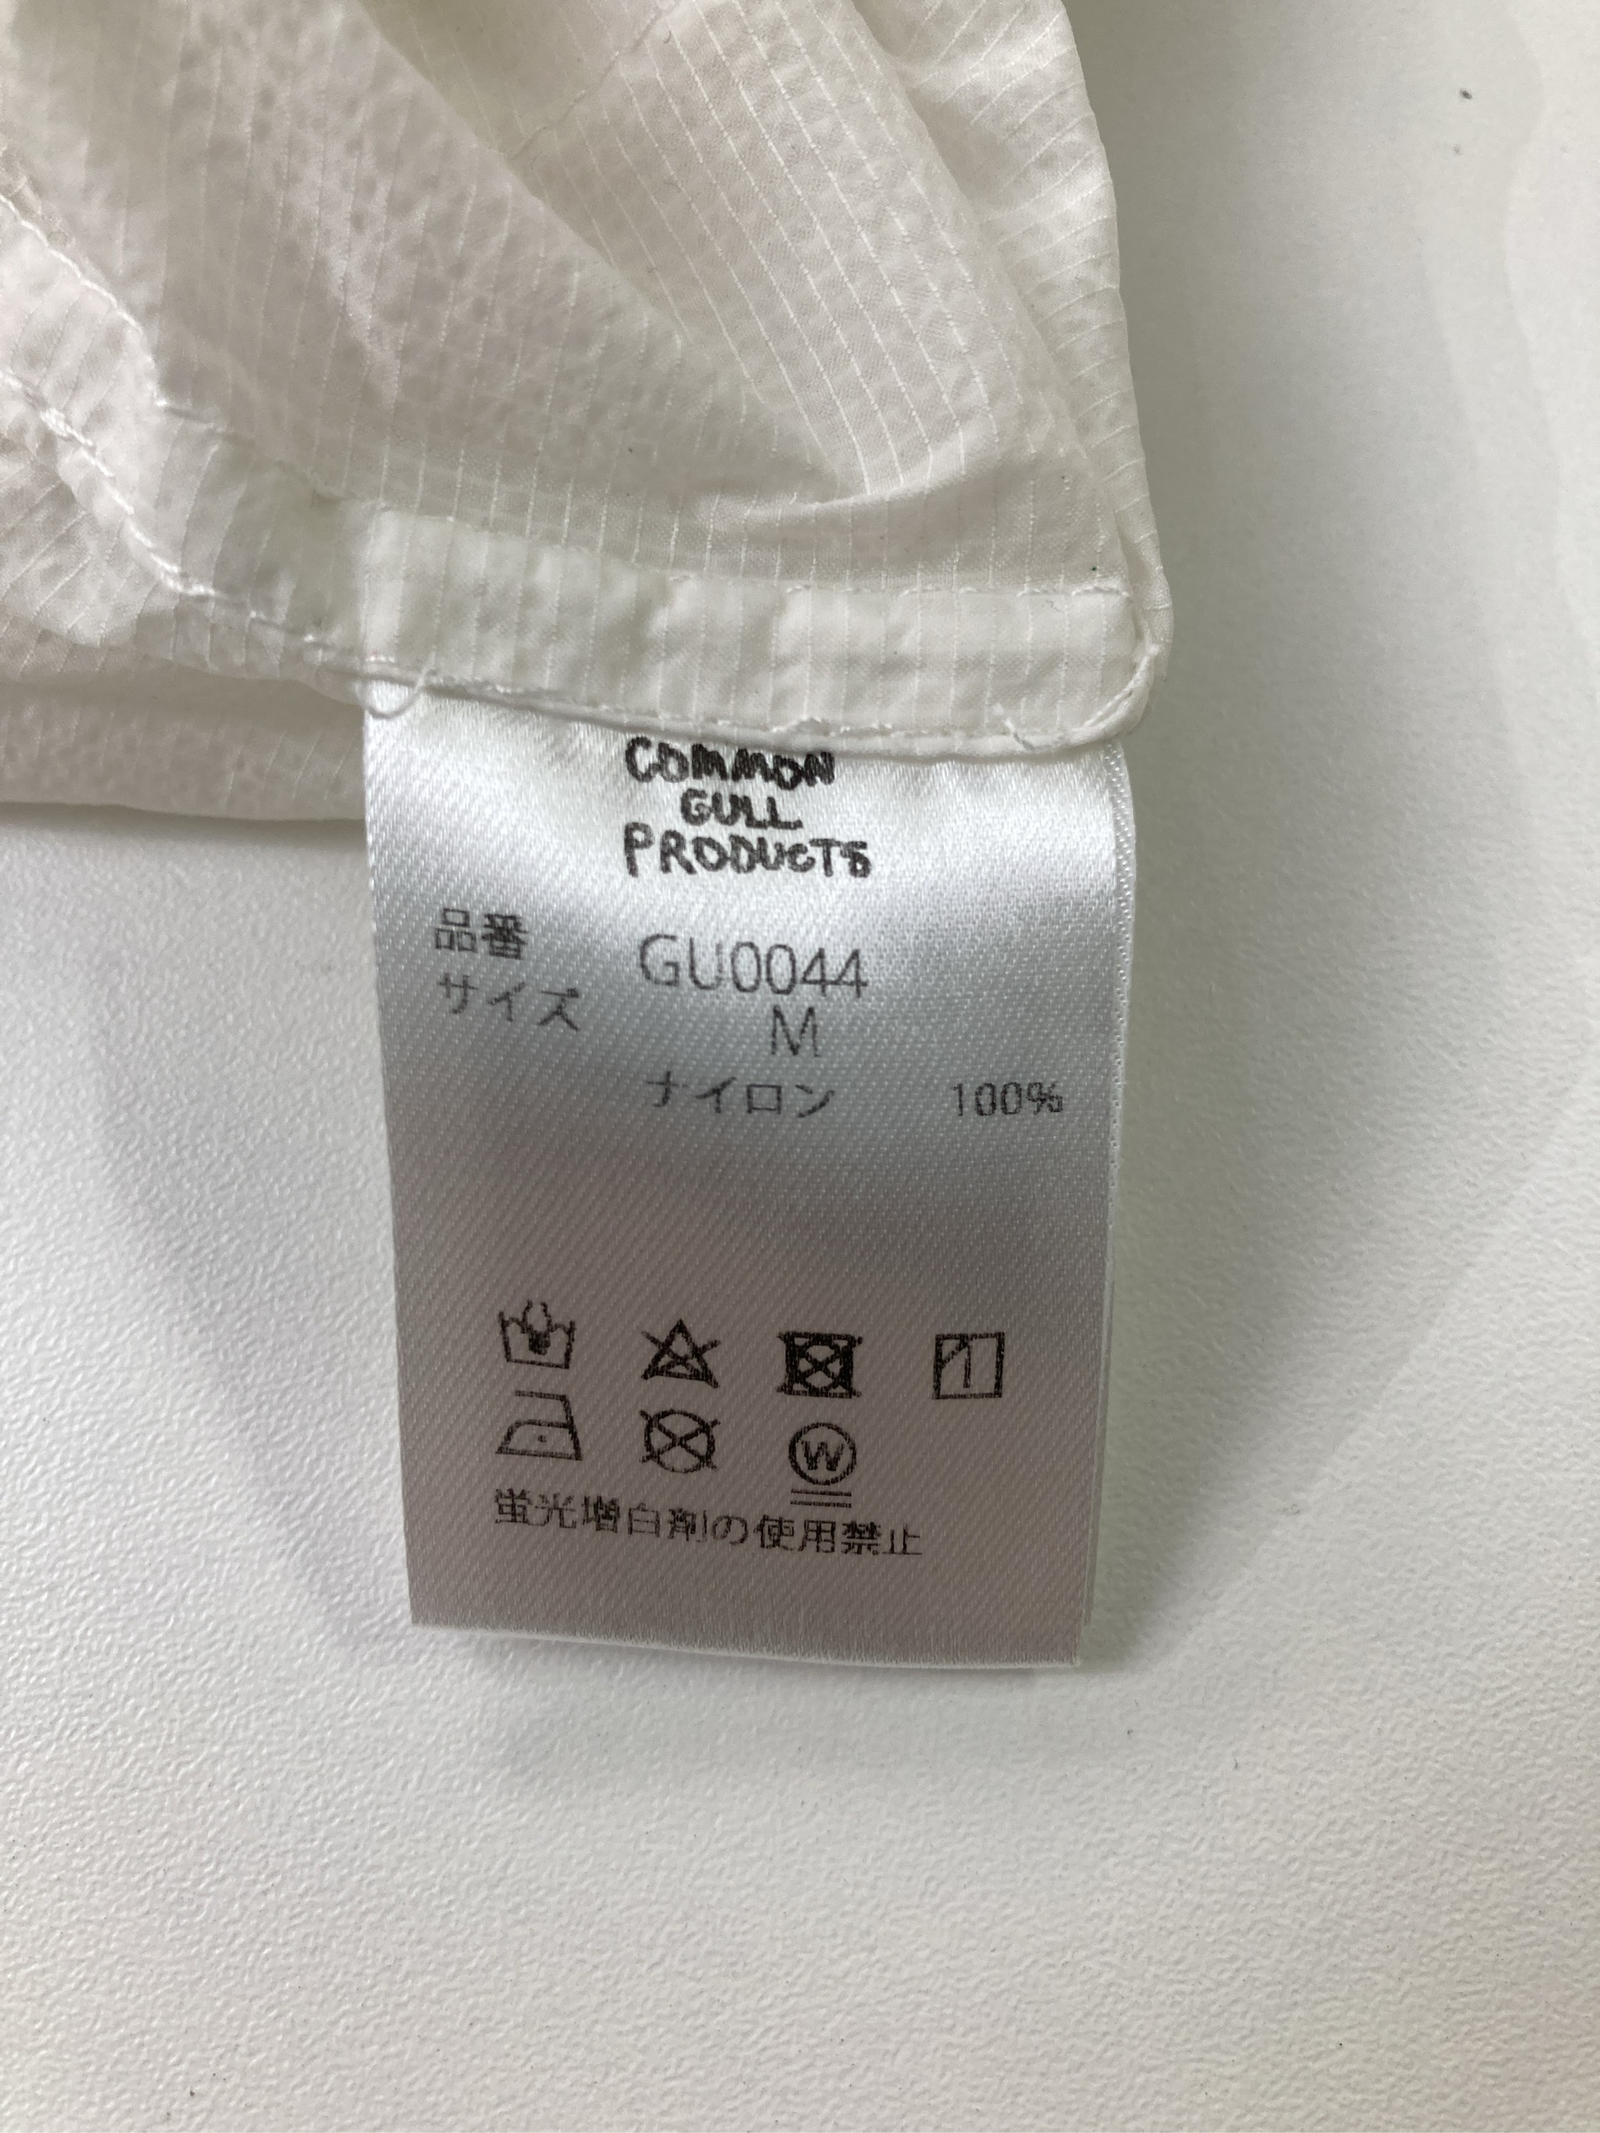 COMMON
GULL
PRODUCTS
品番 GU0044
サイズ M
ナイロン 100%
W
蛍光増白剤の使用禁止